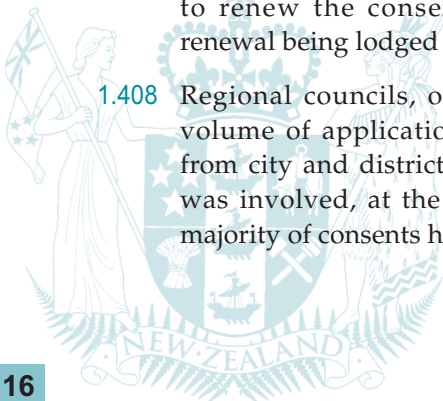 to renew the conse
renewal being lodged
1.408 Regional councils, o
volume of applicatio
from city and district
was involved, at the
majority of consents h
NEW ZEALAND
16